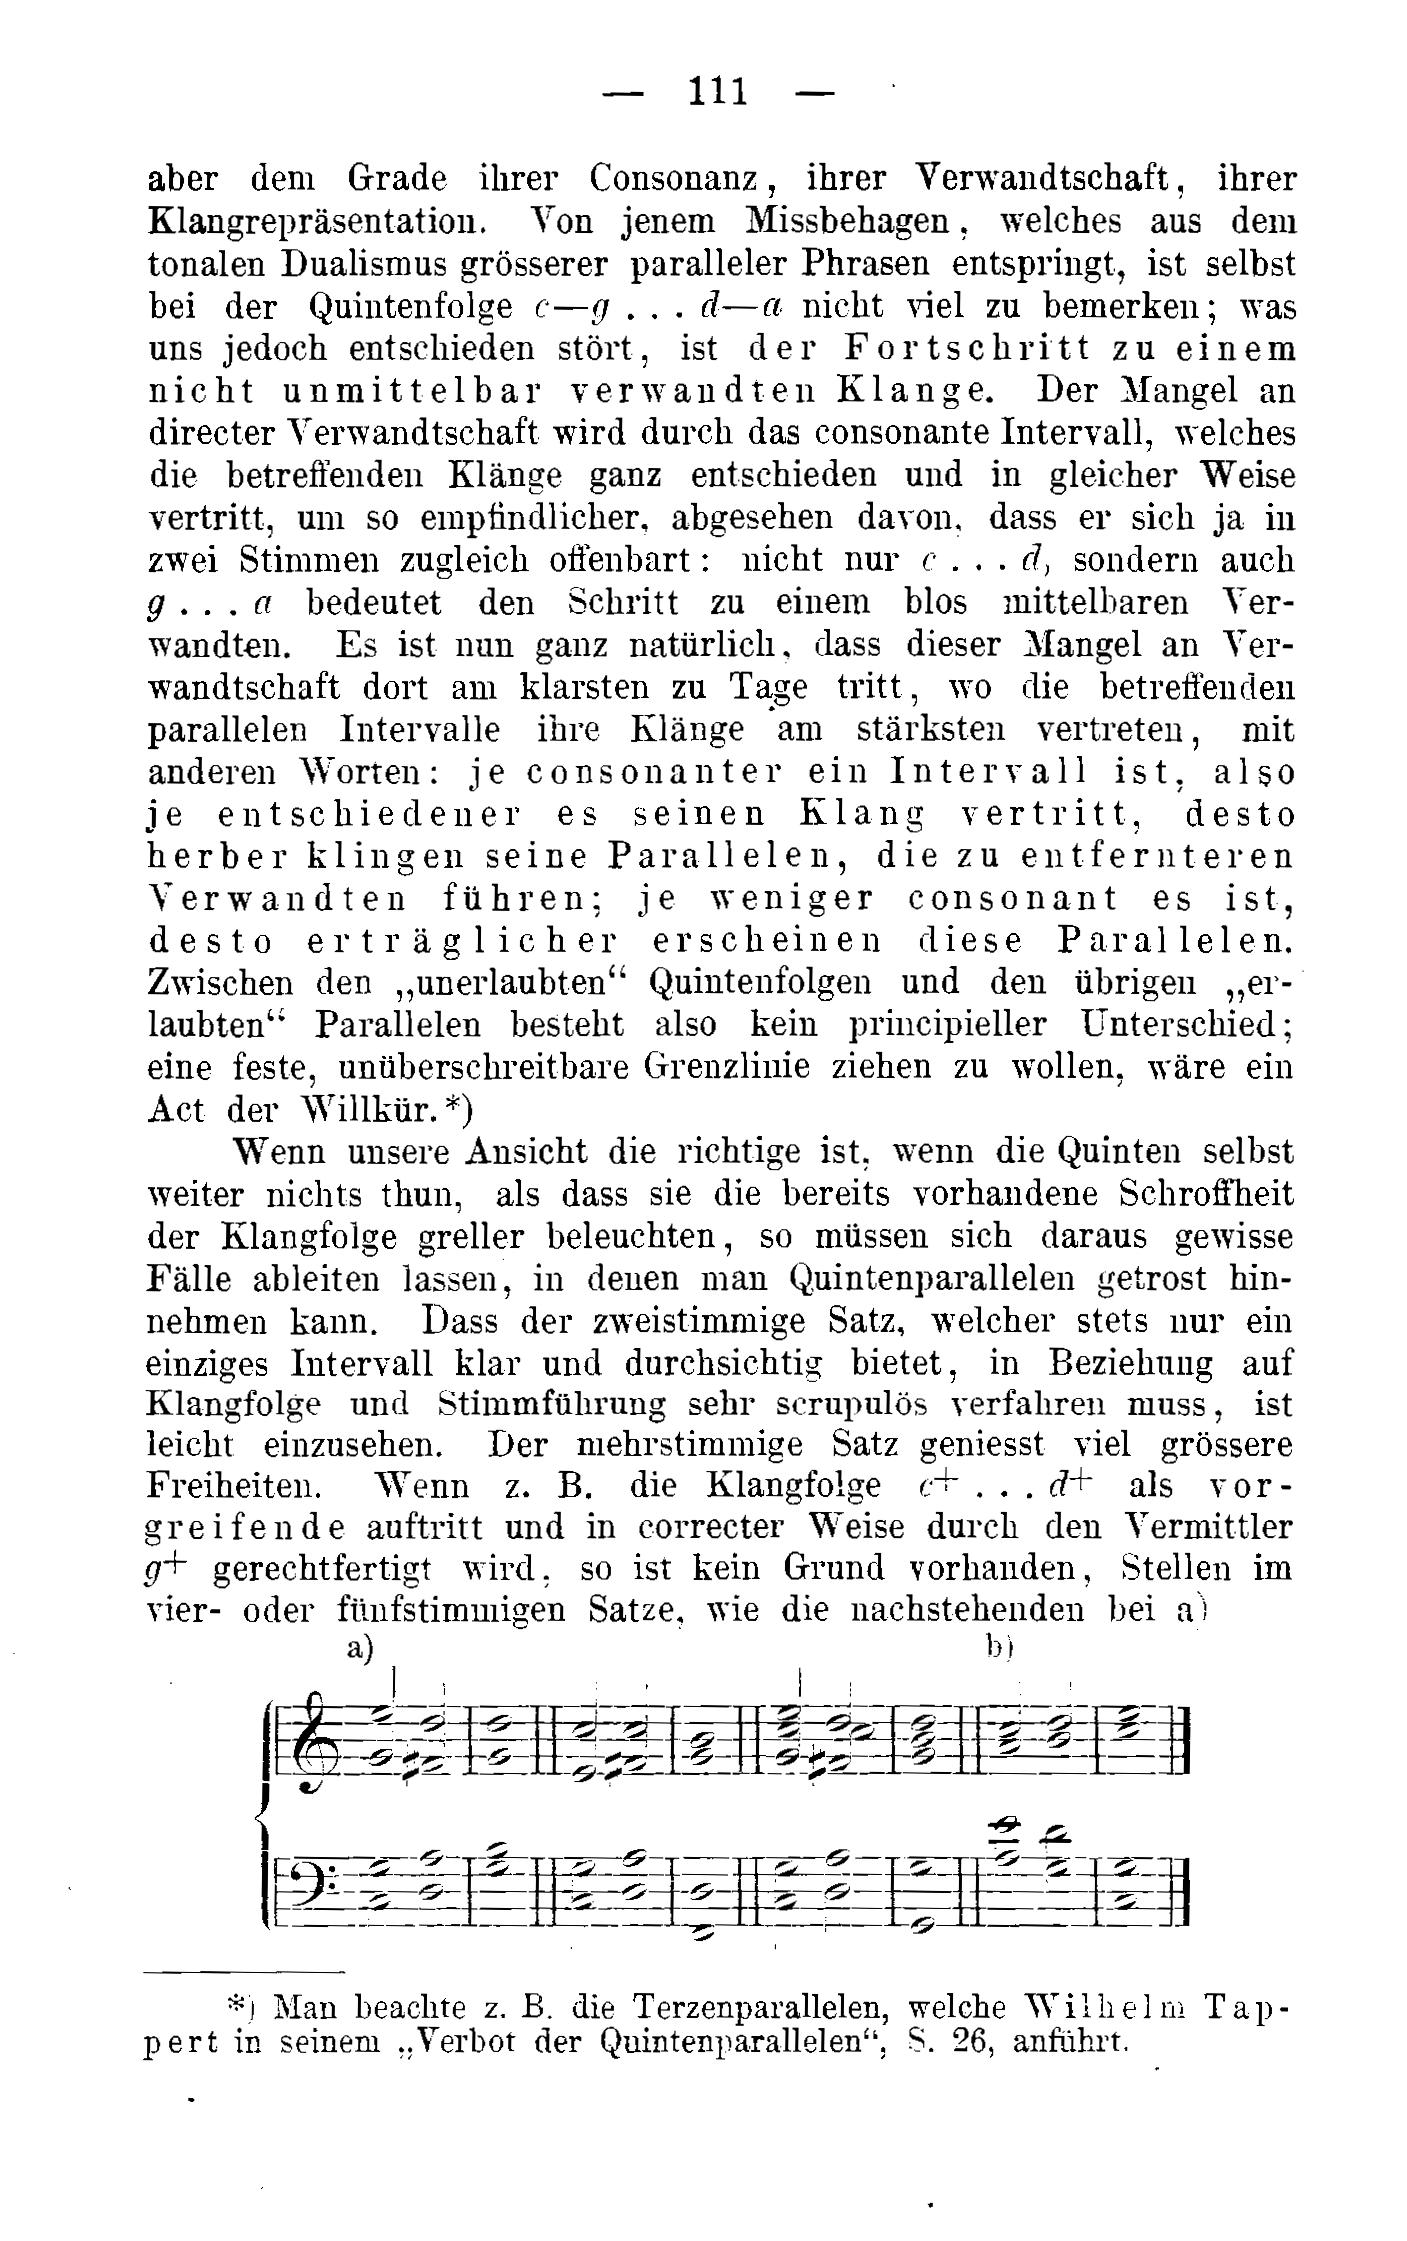 — 111 —
aber dem Grade ihrer Consonanz, ihrer Verwandtschaft, ihrer
Klangrepräsentation. Von jenem Missbehagen, welches aus dem
tonalen Dualismus grösserer paralleler Phrasen entspringt, ist selbst
bei der Quintenfolge c—g . . . d—a nicht viel zu bemerken; was
uns jedoch entschieden stört, ist der Fortschritt zu einem
nicht unmittelbar verwandten Klange. Der Mangel an
directer Verwandtschaft wird durch das consonante Intervall, welches
die betreffenden Klänge ganz entschieden und in gleicher Weise
vertritt, um so empfindlicher, abgesehen davon, dass er sich ja in
zwei Stimmen zugleich offenbart: nicht nur c . . . d, sondern auch
g . . . a bedeutet den Schritt zu einem blos mittelbaren Ver-
wandten. Es ist nun ganz natürlich, dass dieser Mangel an Ver-
wandtschaft dort am klarsten zu Tage tritt, wo die betreffenden
parallelen Intervalle ihre Klänge am stärksten vertreten, mit
anderen Worten: je consonanter ein Intervall ist, also
je entschiedener es seinen Klang vertritt, desto
herber klingen seine Parallelen, die zu entfernteren
Verwandten führen; je weniger consonant es ist,
desto erträglicher erscheinen diese Parallelen.
Zwischen den „unerlaubten“ Quintenfolgen und den übrigen „er-
laubten“ Parallelen besteht also kein principieller Unterschied;
eine feste, unüberschreitbare Grenzlinie ziehen zu wollen, wäre ein
Act der Willkür.*)
Wenn unsere Ansicht die richtige ist, wenn die Quinten selbst
weiter nichts thun, als dass sie die bereits vorhandene Schroffheit
der Klangfolge greller beleuchten, so müssen sich daraus gewisse
Fälle ableiten lassen, in denen man Quintenparallelen getrost hin-
nehmen kann. Dass der zweistimmige Satz, welcher stets nur ein
einziges Intervall klar und durchsichtig bietet, in Beziehung auf
Klangfolge und Stimmführung sehr scrupulös verfahren muss, ist
leicht einzusehen. Der mehrstimmige Satz geniesst viel grössere
Freiheiten. Wenn z. B. die Klangfolge c+ . . . d+ als vor-
greifende auftritt und in correcter Weise durch den Vermittler
g+ gerechtfertigt wird, so ist kein Grund vorhanden, Stellen im
vier- oder fünfstimmigen Satze, wie die nachstehenden bei a)
a) b)
*) Man beachte z. B. die Terzenparallelen, welche Wilhelm Tap-
pert in seinem „Verbot der Quintenparallelen“, S. 26, anführt.